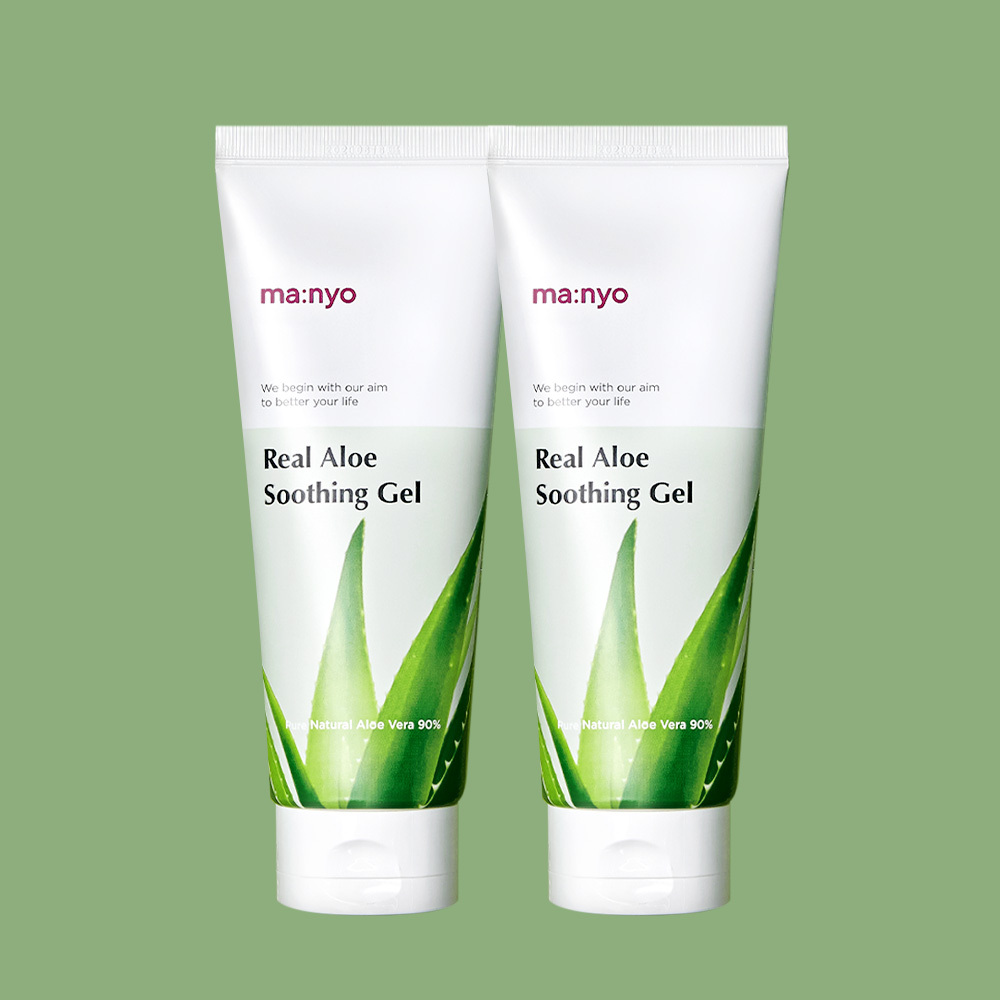 ma:nyo
We begin with our aim
to better your life
Real Aloe
Soothing Gel
Pure Natural Aloe Vera 90%
ma:nyo
We begin with our aim
to better your life
Real Aloe
Soothing Gel
Pure Natural Aloe Vera 90%